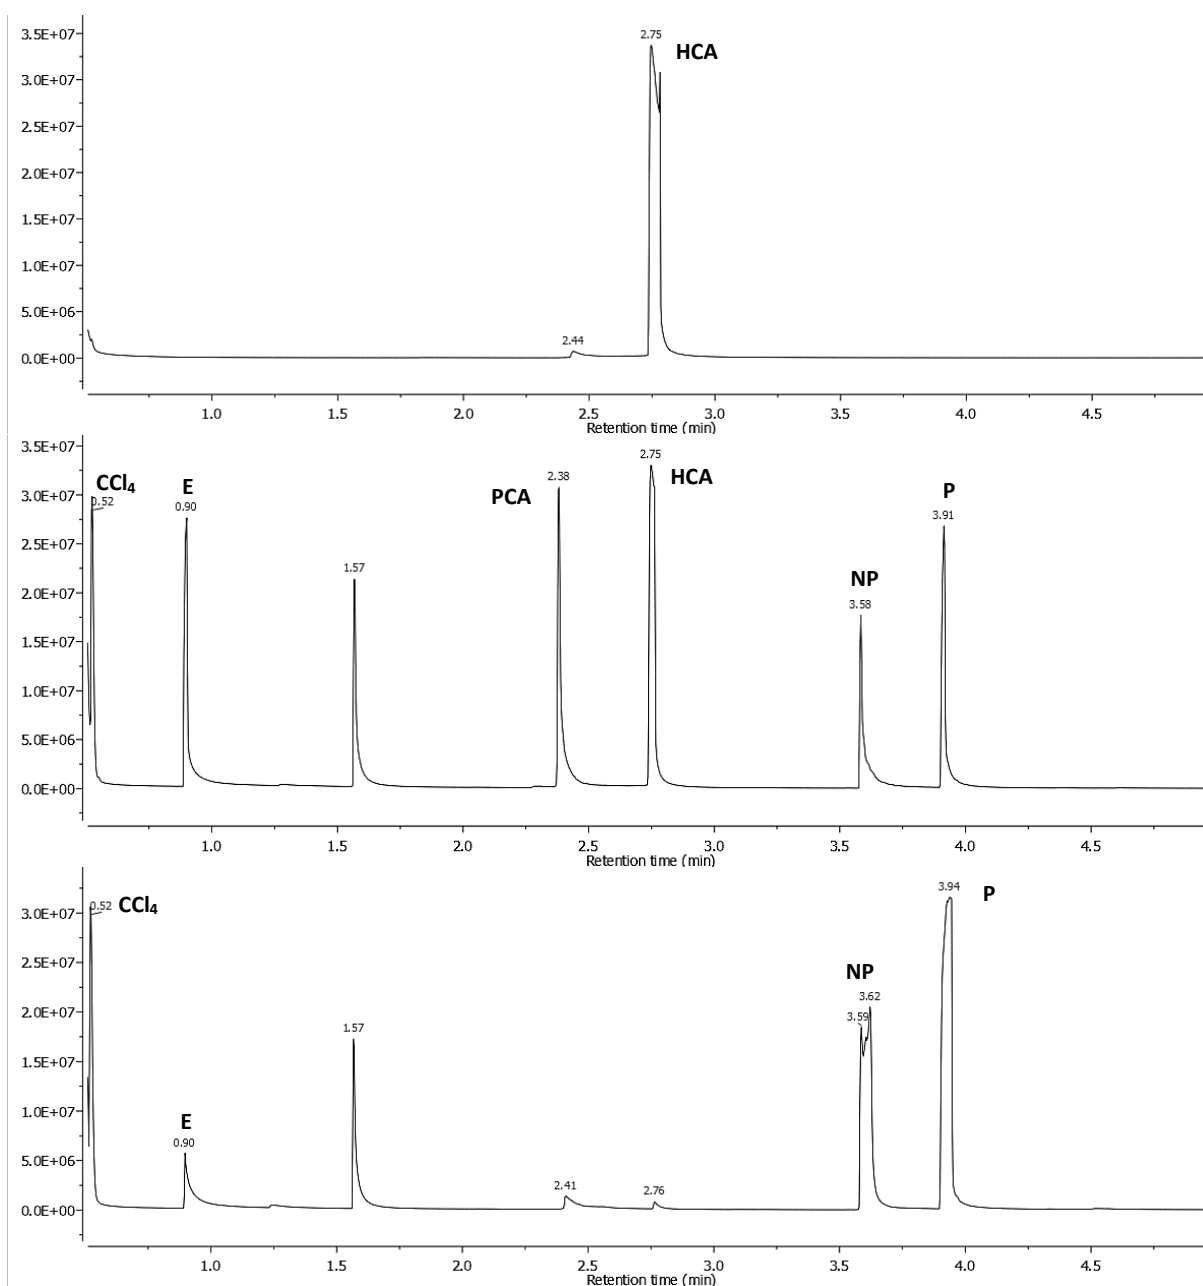 3.5E+07
3.0E+07
2.5E+07
2.0E+07
1.5E+07
1.0E+07
5.0E+06
0.0E+00
2.75
HCA
2.44
1.0 1.5 2.0 2.5 3.0 3.5 4.0 4.5
Retention time (min)
3.5E+07
3.0E+07
2.5E+07
2.0E+07
1.5E+07
1.0E+07
5.0E+06
0.0E+00
CCl₄
0.52
E
0.90
1.57
PCA
2.38
2.75
HCA
NP
3.58
P
3.91
1.0 1.5 2.0 2.5 3.0 3.5 4.0 4.5
Retention time (min)
3.0E+07
2.5E+07
2.0E+07
1.5E+07
1.0E+07
5.0E+06
0.0E+00
0.52
CCl₄
E
0.90
1.57
2.41
2.76
NP
3.59
3.62
3.94
P
1.0 1.5 2.0 2.5 3.0 3.5 4.0 4.5
Retention time (min)